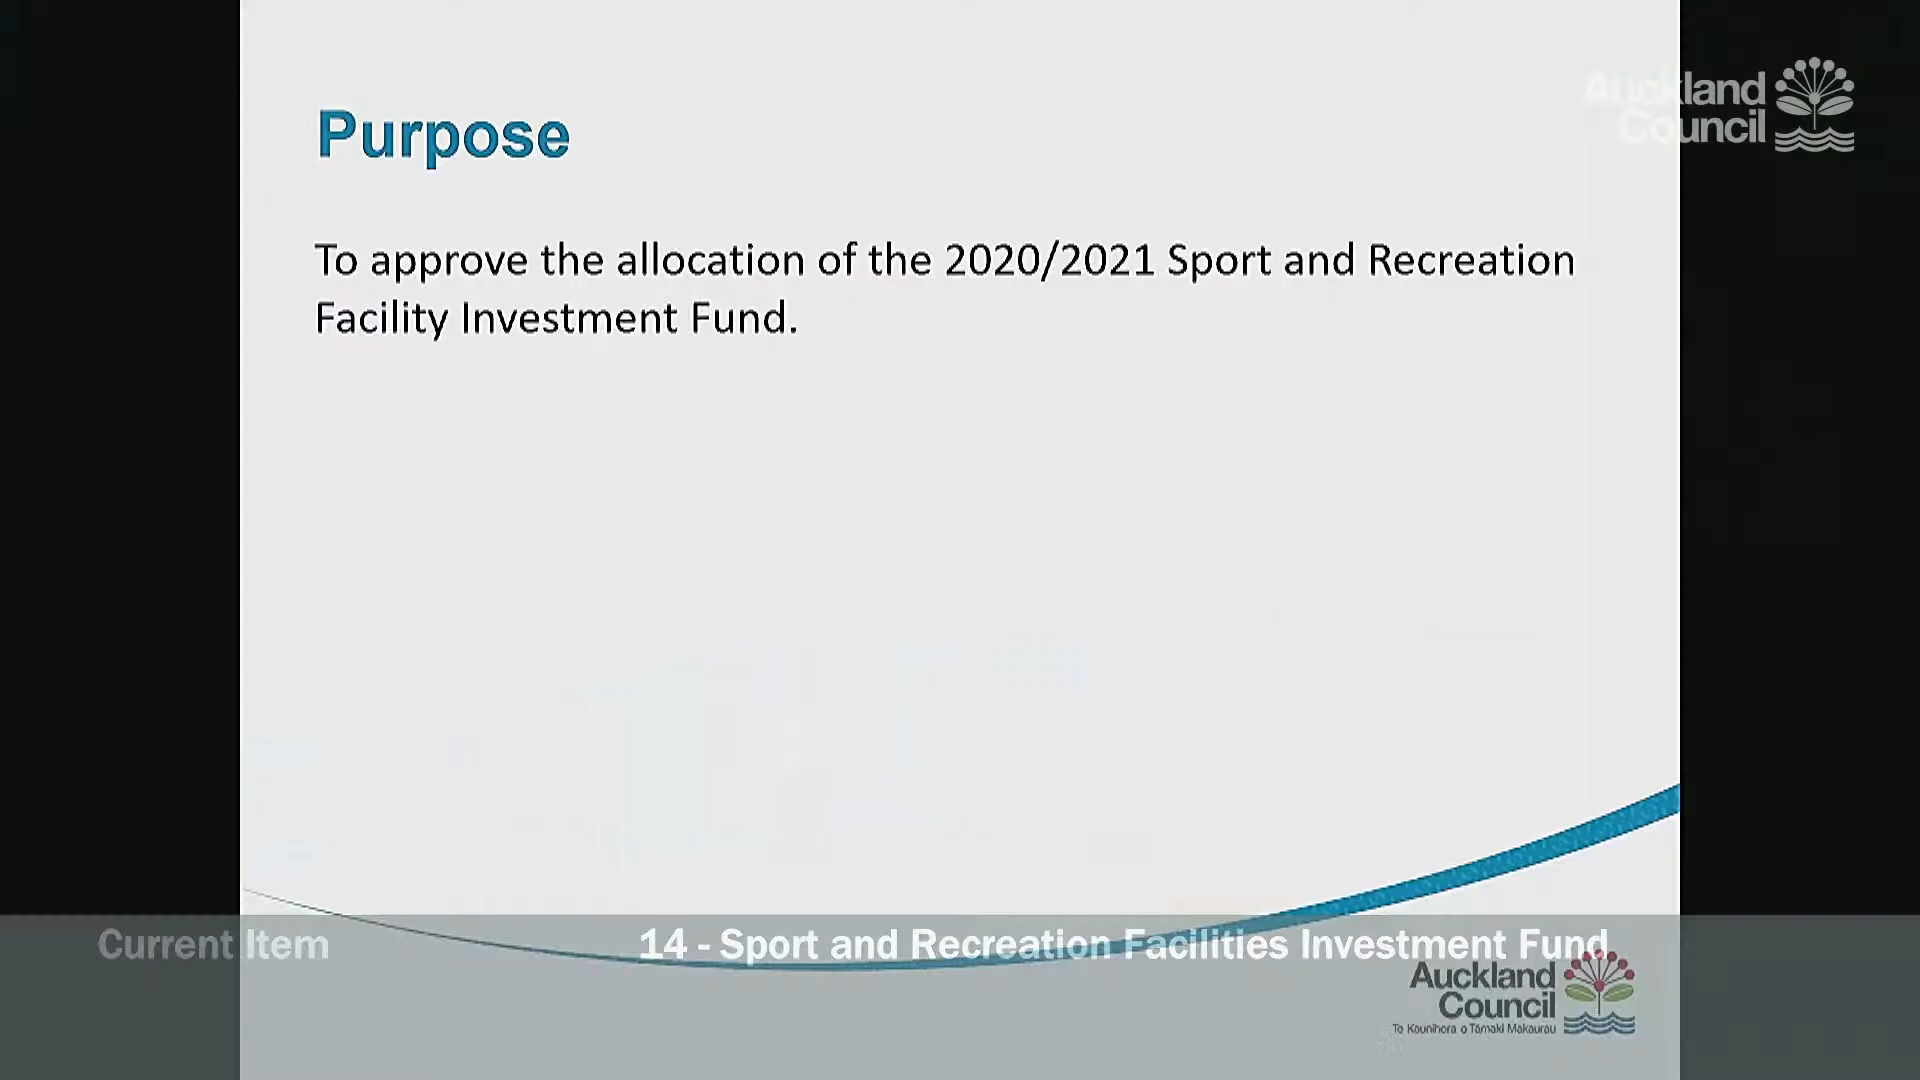 Auckland
Council
Purpose
To approve the allocation of the 2020/2021 Sport and Recreation
Facility Investment Fund.
Current Item
14 - Sport and Recreation Facilities Investment Fund
Auckland
Council
Te Kaunihera o Tāmaki Makaurau